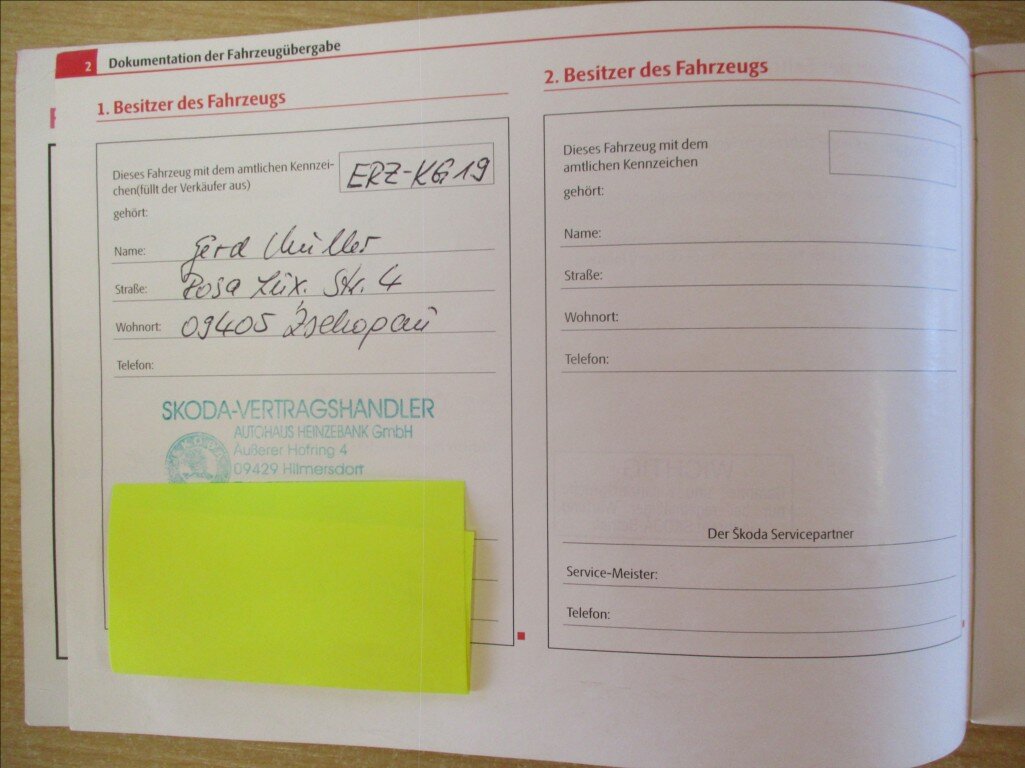 2 Dokumentation der Fahrzeugübergabe
1. Besitzer des Fahrzeugs
Dieses Fahrzeug mit dem amtlichen Kennzei-
chen(füllt der Verkäufer aus)
ERZ-KG 19
gehört:
Name: Gerd Müller
Straße: Rosa Lux. Str. 4
Wohnort: 09405 Zschopau
Telefon:
SKODA-VERTRAGSHANDLER
AUTOHAUS HEINZEBANK GmbH
Äußerer Hofring 4
09429 Hilmersdorf
2. Besitzer des Fahrzeugs
Dieses Fahrzeug mit dem
amtlichen Kennzeichen
gehört:
Name:
Straße:
Wohnort:
Telefon:
Der Škoda Servicepartner
Service-Meister:
Telefon: